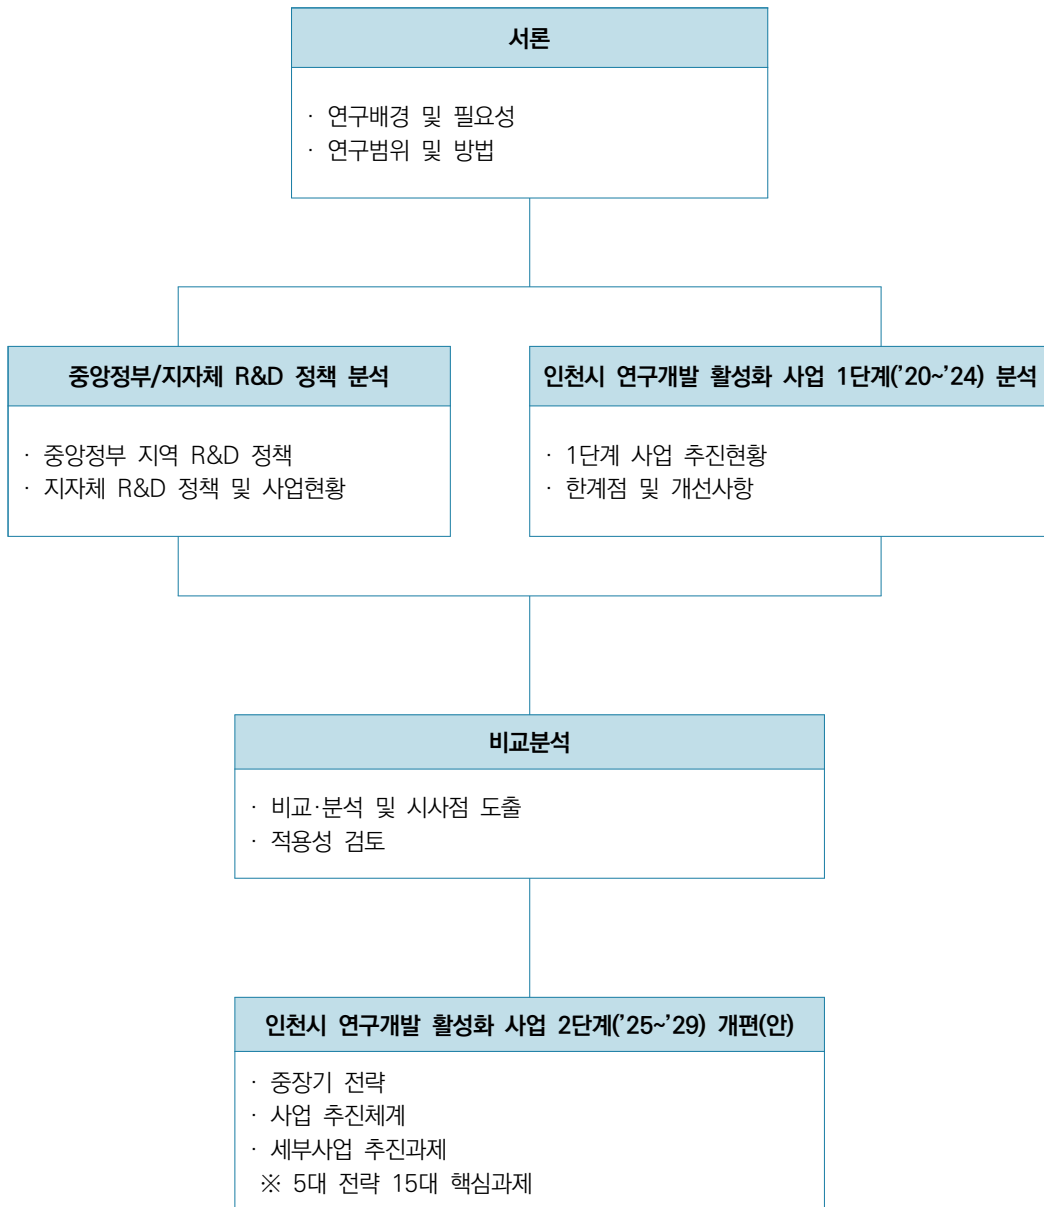 서론
· 연구배경 및 필요성
· 연구범위 및 방법
중앙정부/지자체 R&D 정책 분석
· 중앙정부 지역 R&D 정책
· 지자체 R&D 정책 및 사업현황
인천시 연구개발 활성화 사업 1단계(’20~’24) 분석
· 1단계 사업 추진현황
· 한계점 및 개선사항
비교분석
· 비교·분석 및 시사점 도출
· 적용성 검토
인천시 연구개발 활성화 사업 2단계(’25~’29) 개편(안)
· 중장기 전략
· 사업 추진체계
· 세부사업 추진과제
※ 5대 전략 15대 핵심과제